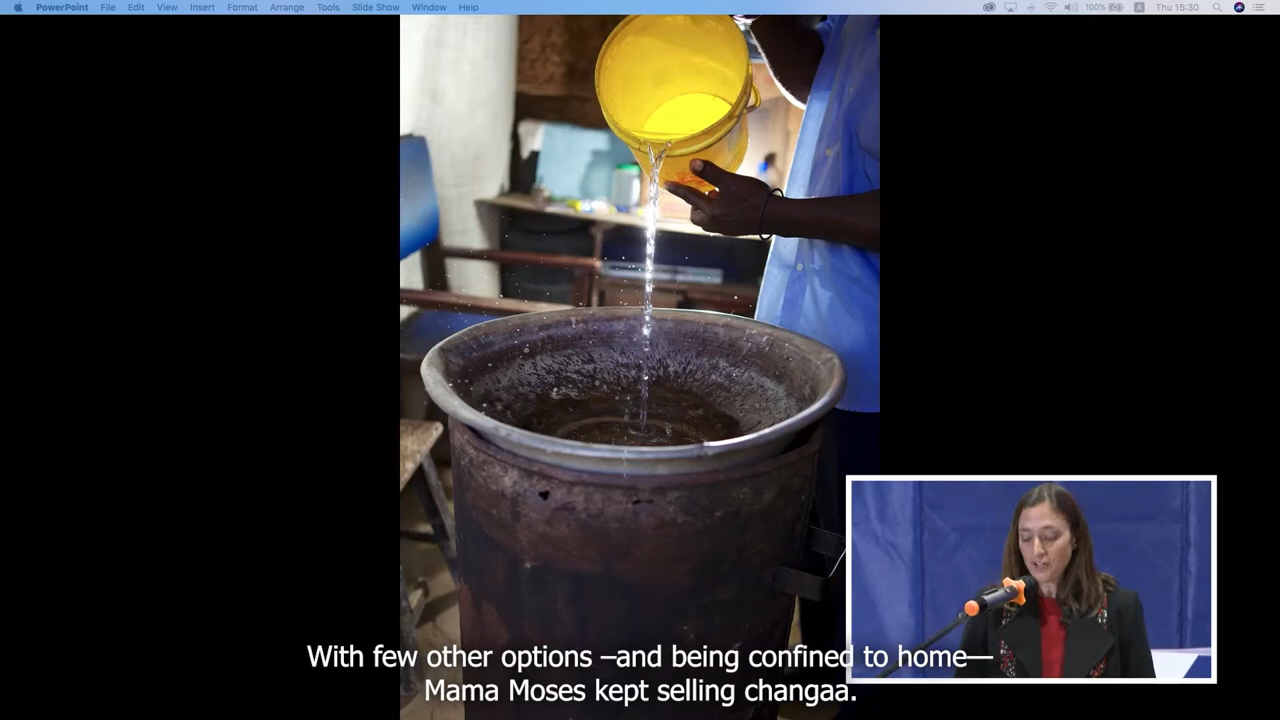 PowerPoint File Edit View Insert Format Arrange Tools Slide Show Window Help 100% A Thu 15:30
With few other options –and being confined to home—
Mama Moses kept selling changaa.